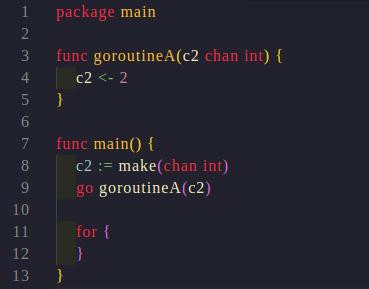 1 package main
2
3 func goroutineA(c2 chan int) {
4 c2 <- 2
5 }
6
7 func main() {
8 c2 := make(chan int)
9 go goroutineA(c2)
10
11 for {
12 }
13 }